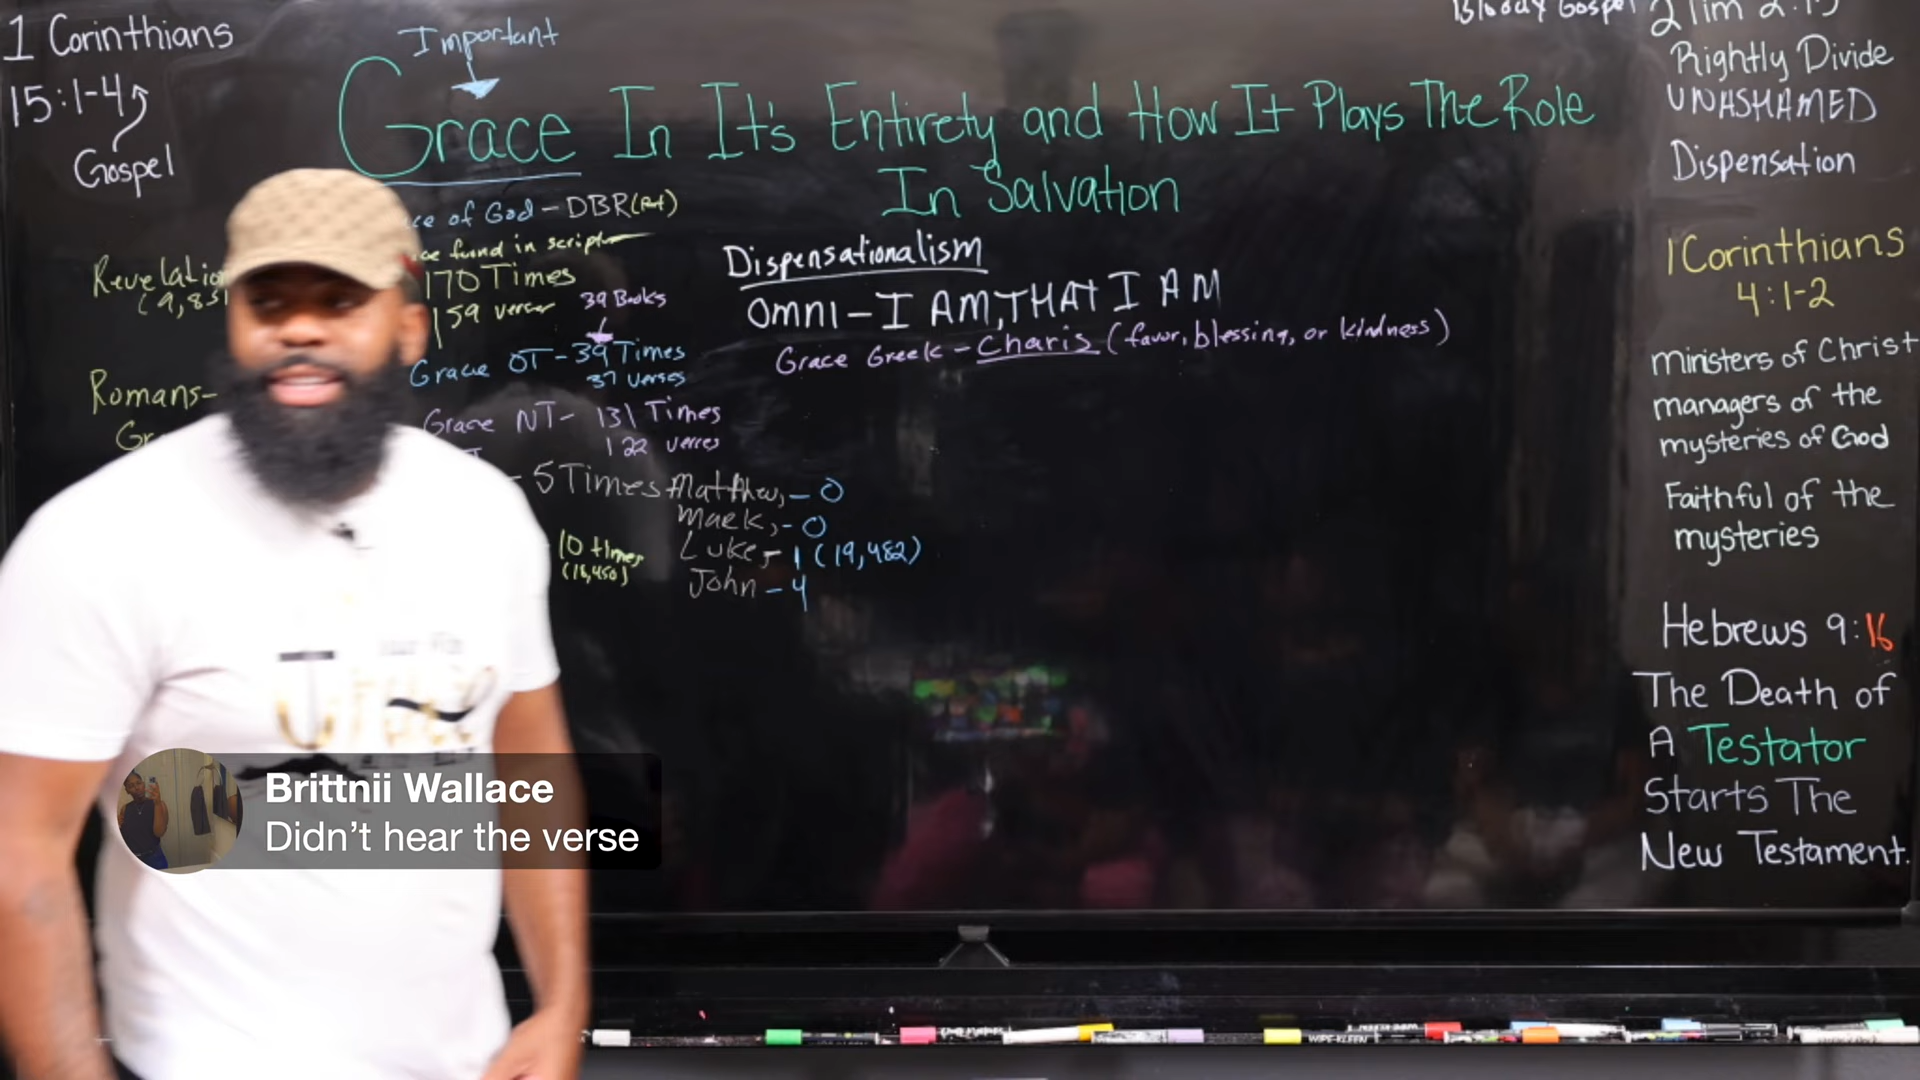 1 Corinthians
15:1-4
Gospel
Important
Grace In It's Entirety and How It Plays The Role
In Salvation
of God - DBR
found in
170 Times
159 verses
39 Books
Grace OT - 39 Times
37 verses
Grace NT - 131 Times
122 verses
5 Times Matthew, - 0
Mark, - 0
Luke, - 1 (19,482)
John - 4
10 times
(18,450)
Romans-
Dispensationalism
Omni - I AM, THAT I AM
Grace Greek - Charis (favor, blessing, or kindness)
Bloody Gospel
2 Tim 2:15
Rightly Divide
UNASHAMED
Dispensation
1 Corinthians
4:1-2
ministers of Christ
managers of the
mysteries of God
Faithful of the
mysteries
Hebrews 9:16
The Death of
A Testator
Starts The
New Testament.
Brittnii Wallace
Didn't hear the verse